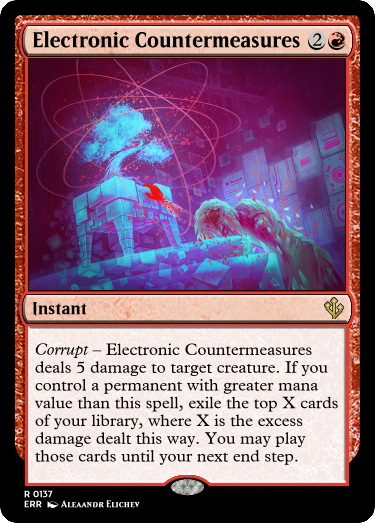 Electronic Countermeasures 2
Instant
Corrupt – Electronic Countermeasures
deals 5 damage to target creature. If you
control a permanent with greater mana
value than this spell, exile the top X cards
of your library, where X is the excess
damage dealt this way. You may play
those cards until your next end step.
R 0137
ERR Aleaandr Elichev